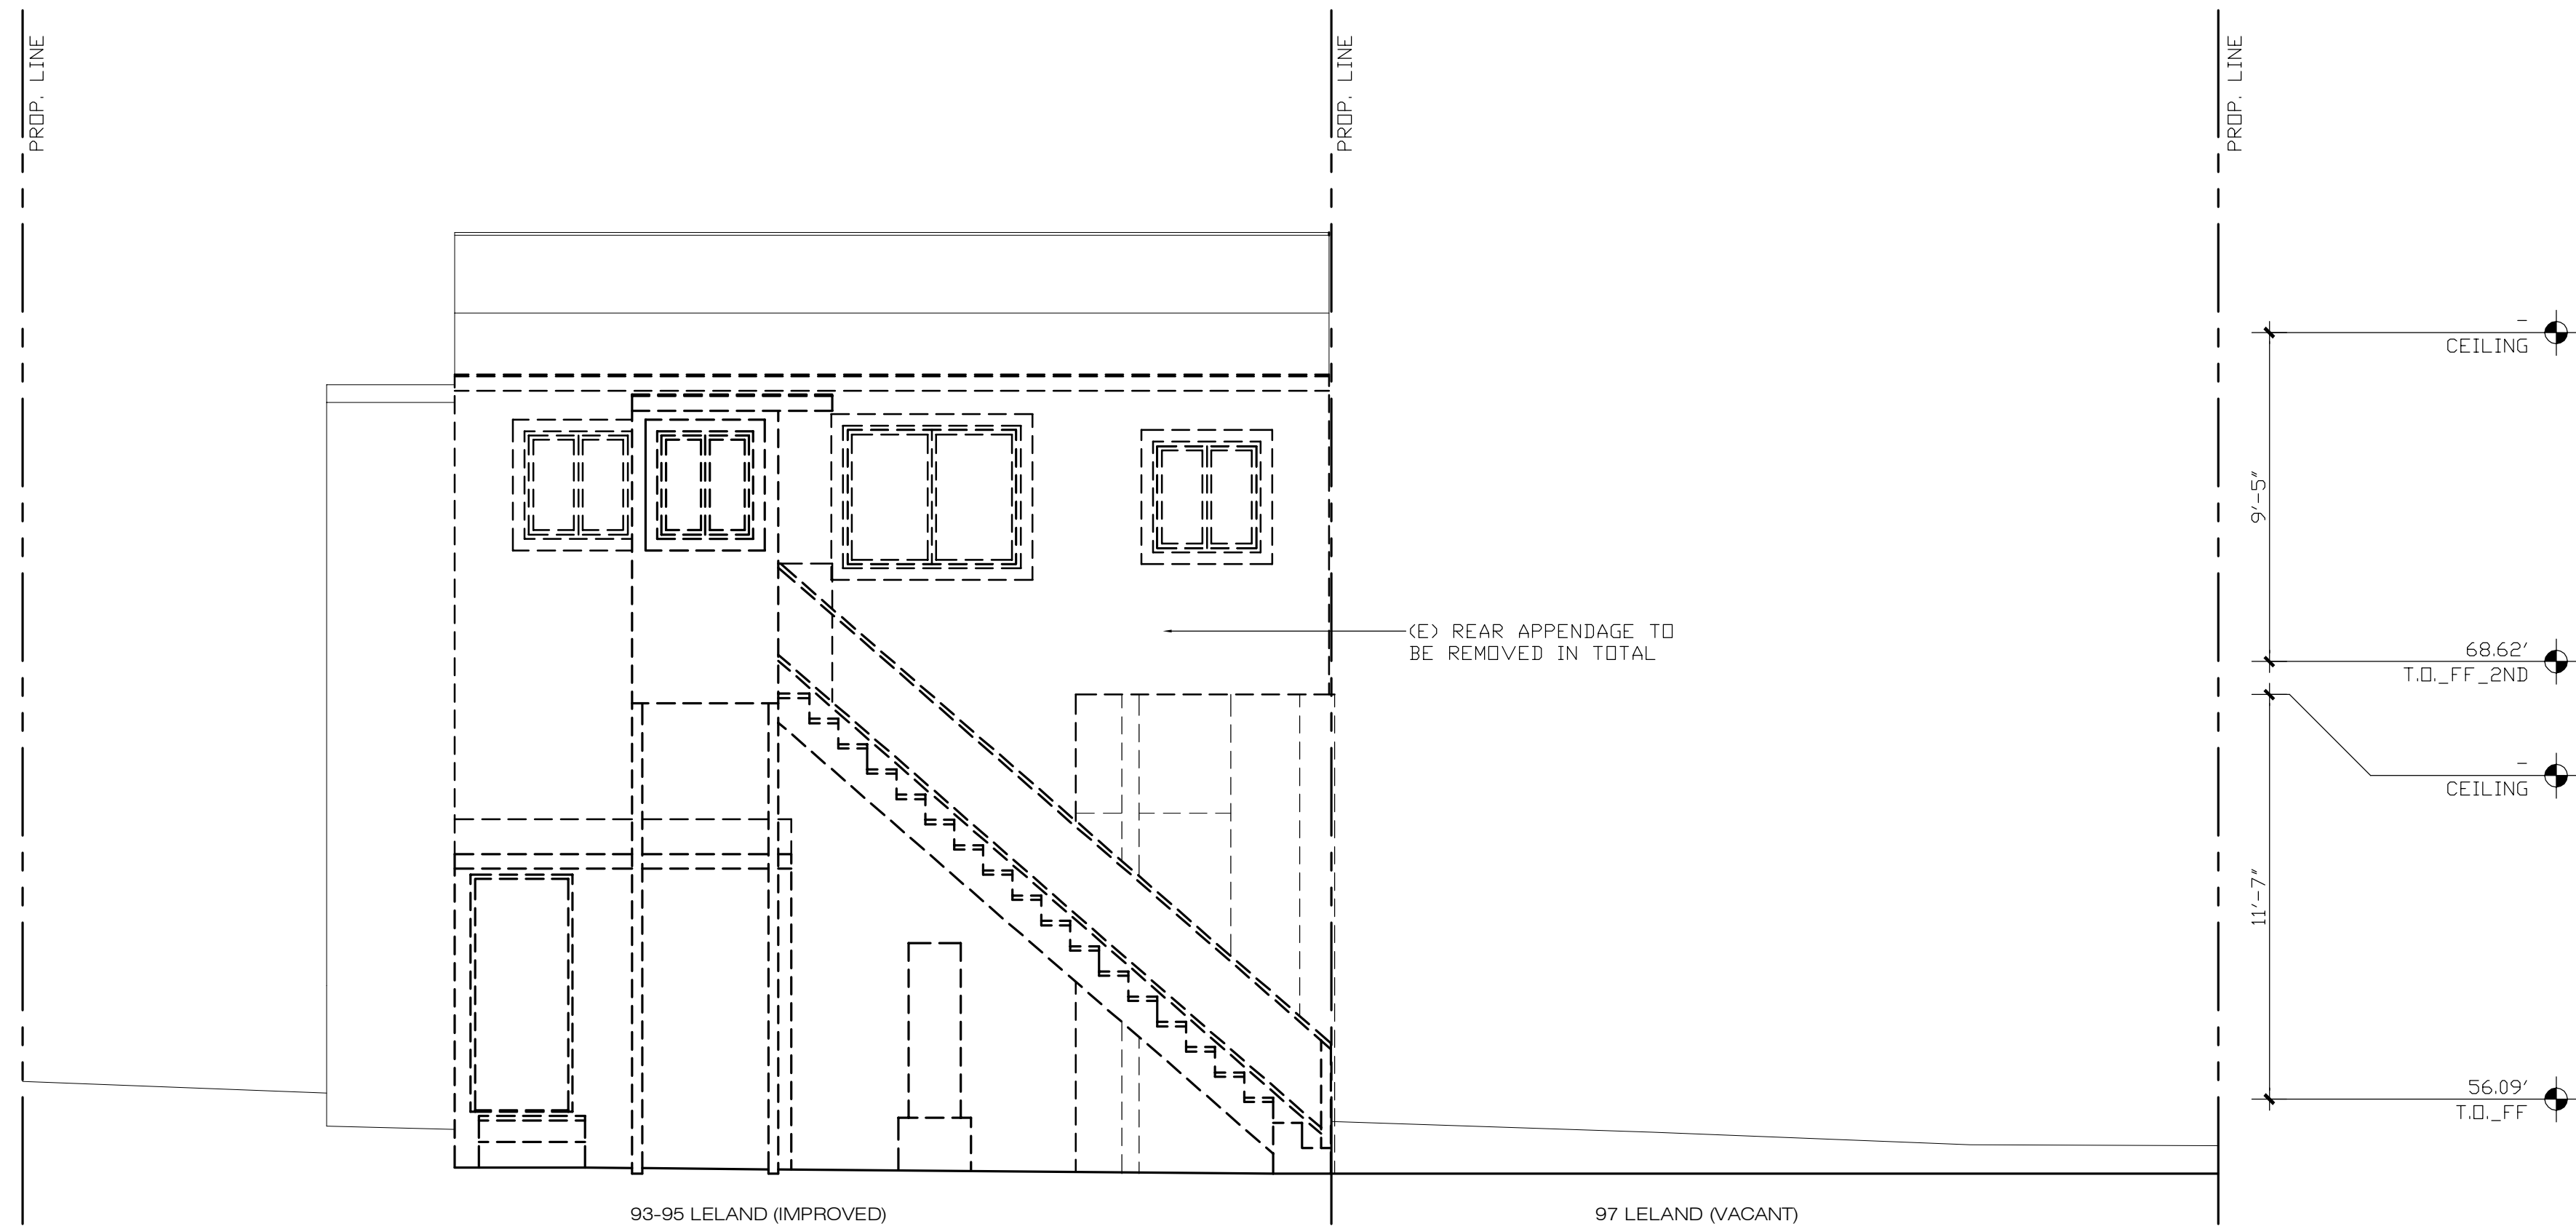 PROP. LINE
PROP. LINE
PROP. LINE
–
CEILING
9'-5"
(E) REAR APPENDAGE TO
BE REMOVED IN TOTAL
68.62'
T.O._FF_2ND
–
CEILING
11'-7"
56.09'
T.O._FF
93-95 LELAND (IMPROVED)
97 LELAND (VACANT)